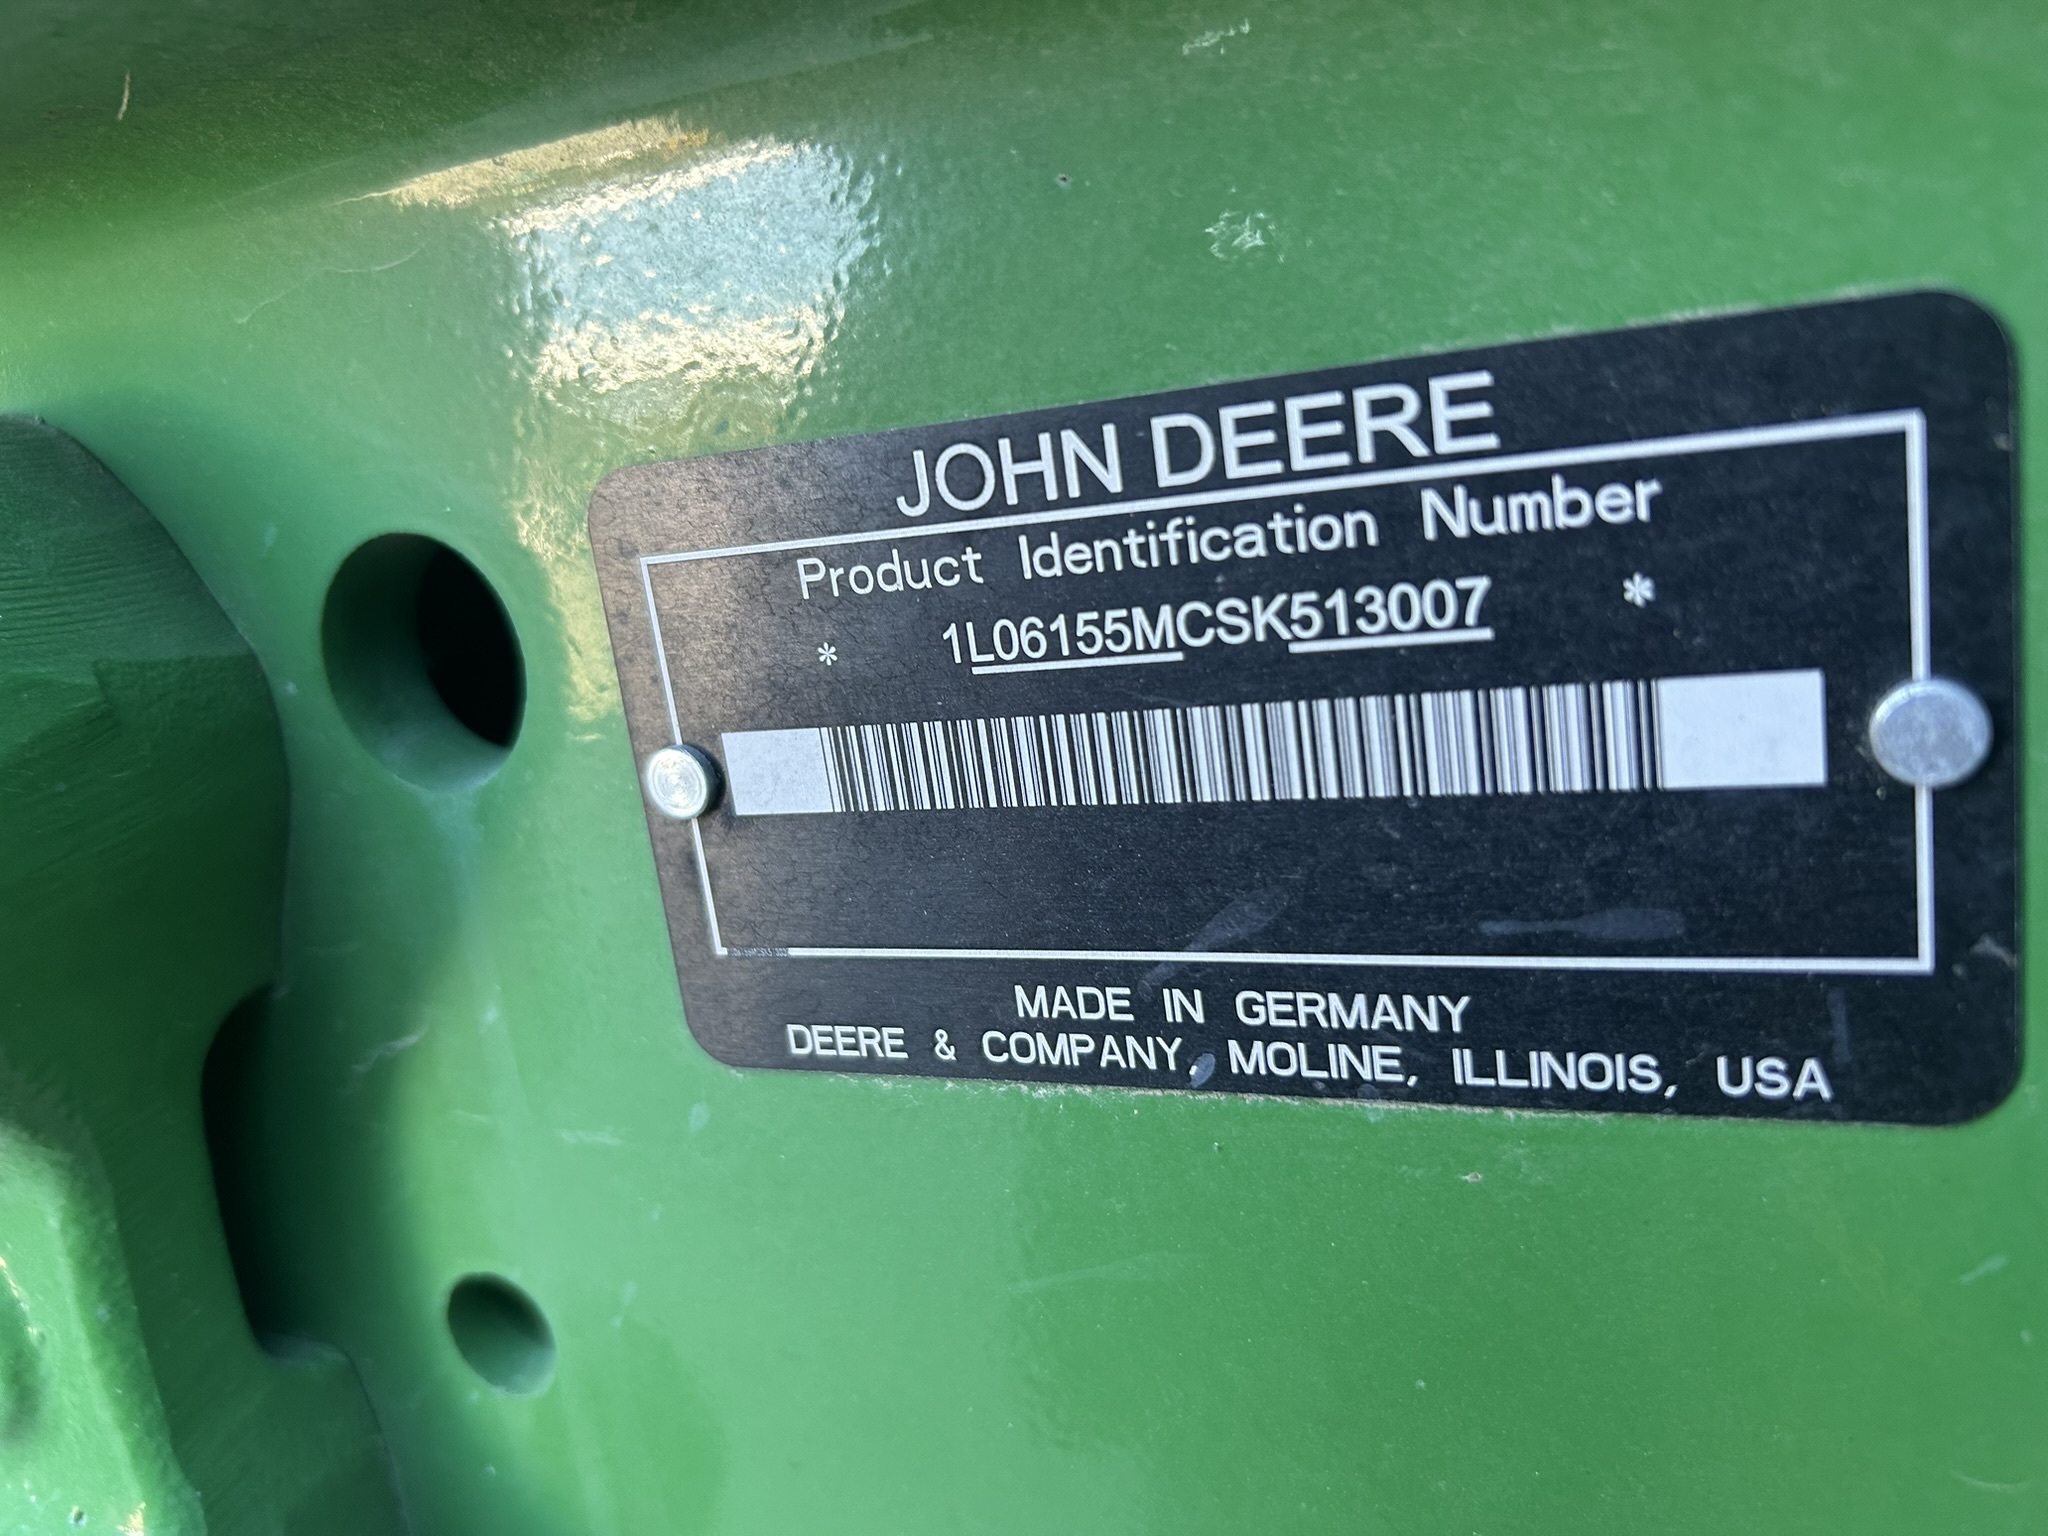 JOHN DEERE
Product Identification Number
* 1L06155MCSK513007 *
MADE IN GERMANY
DEERE & COMPANY, MOLINE, ILLINOIS, USA